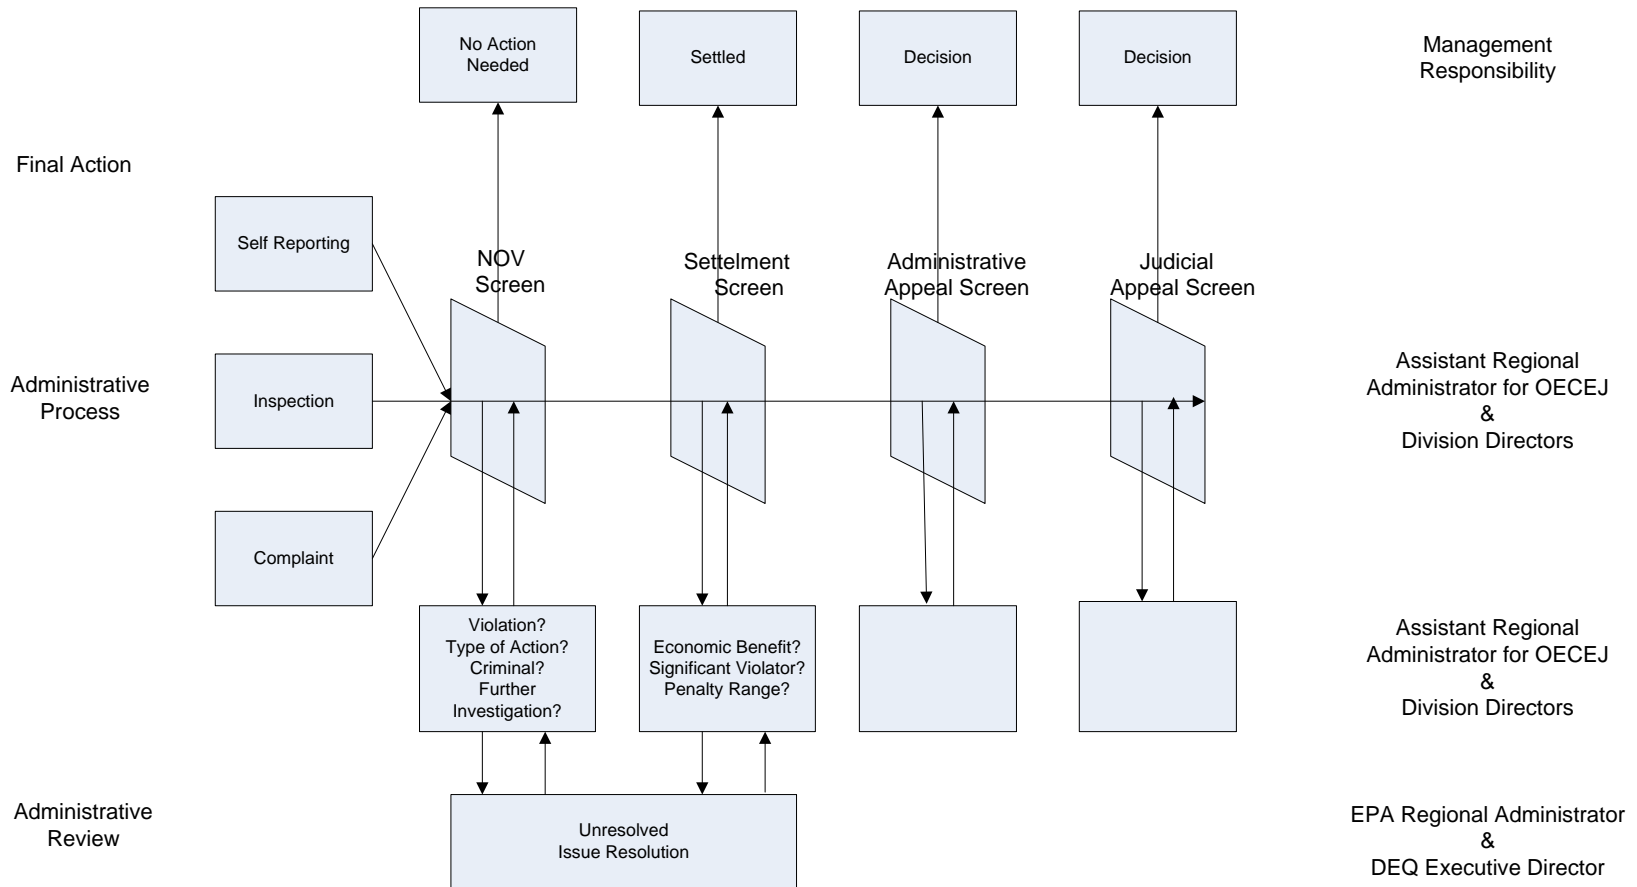 No Action
Needed
Settled
Decision
Decision
Management
Responsibility
Final Action
Self Reporting
NOV
Screen
Settelment
Screen
Administrative
Appeal Screen
Judicial
Appeal Screen
Administrative
Process
Inspection
Assistant Regional
Administrator for OECEJ
&
Division Directors
Complaint
Violation?
Type of Action?
Criminal?
Further
Investigation?
Economic Benefit?
Significant Violator?
Penalty Range?
Assistant Regional
Administrator for OECEJ
&
Division Directors
Administrative
Review
Unresolved
Issue Resolution
EPA Regional Administrator
&
DEQ Executive Director